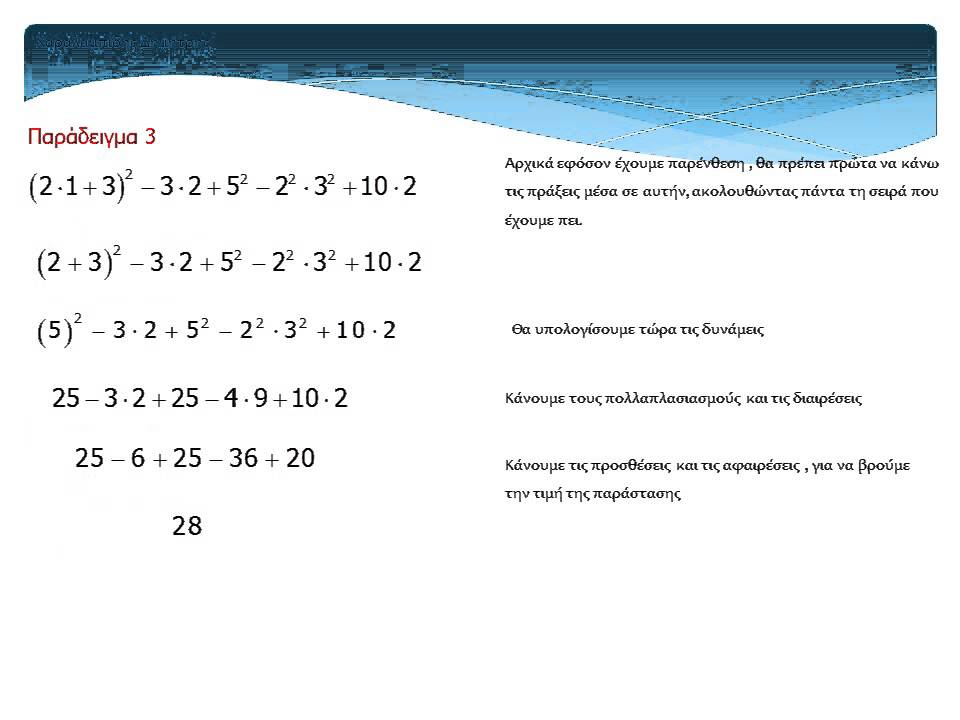 Παράδειγμα 3
(2·1+3)² − 3·2 + 5² − 2² ·3² +10·2
Αρχικά εφόσον έχουμε παρένθεση , θα πρέπει πρώτα να κάνω
τις πράξεις μέσα σε αυτήν, ακολουθώντας πάντα τη σειρά που
έχουμε πει.
(2 + 3)² − 3·2 + 5² − 2² ·3² +10·2
(5)² − 3·2 + 5² − 2² ·3² +10·2
Θα υπολογίσουμε τώρα τις δυνάμεις
25 − 3·2 + 25 − 4·9 +10·2
Κάνουμε τους πολλαπλασιασμούς και τις διαιρέσεις
25 − 6 + 25 − 36 + 20
Κάνουμε τις προσθέσεις και τις αφαιρέσεις , για να βρούμε
την τιμή της παράστασης
28